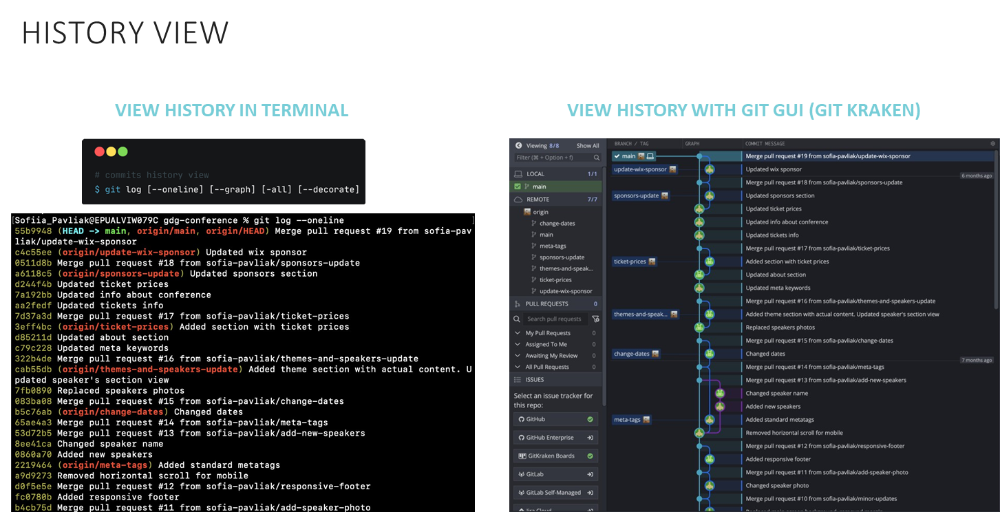 HISTORY VIEW
VIEW HISTORY IN TERMINAL
# commits history view
$ git log [--oneline] [--graph] [-all] [--decorate]
[Sofiia_Pavliak@EPUALVIW079C gdg-conference % git log --oneline ]
55b9948 (HEAD -> main, origin/main, origin/HEAD) Merge pull request #19 from sofia-pav
liak/update-wix-sponsor
c4c55ee (origin/update-wix-sponsor) Updated wix sponsor
0511d8b Merge pull request #18 from sofia-pavliak/sponsors-update
a6118c5 (origin/sponsors-update) Updated sponsors section
d244f4b Updated ticket prices
7a192bb Updated info about conference
aa2fedf Updated tickets info
7d37a3d Merge pull request #17 from sofia-pavliak/ticket-prices
3eff4bc (origin/ticket-prices) Added section with ticket prices
d85211d Updated about section
c79c228 Updated meta keywords
322b4de Merge pull request #16 from sofia-pavliak/themes-and-speakers-update
cab55db (origin/themes-and-speakers-update) Added theme section with actual content. U
pdated speaker's section view
7fb0890 Replaced speakers photos
083ba08 Merge pull request #15 from sofia-pavliak/change-dates
b5c76ab (origin/change-dates) Changed dates
65ae4a3 Merge pull request #14 from sofia-pavliak/meta-tags
53d72b5 Merge pull request #13 from sofia-pavliak/add-new-speakers
8ee41ca Changed speaker name
0860a70 Added new speakers
2219464 (origin/meta-tags) Added standard metatags
a9d9273 Removed horizontal scroll for mobile
d0f5e5e Merge pull request #12 from sofia-pavliak/responsive-footer
fc0780b Added responsive footer
b4cb75d Merge pull request #11 from sofia-pavliak/add-speaker-photo
VIEW HISTORY WITH GIT GUI (GIT KRAKEN)
Viewing 8/8 Show All
Filter (⌘ + Option + f)
LOCAL 1/1
main
REMOTE 7/7
origin
change-dates
main
meta-tags
sponsors-update
themes-and-speak...
ticket-prices
update-wix-sponsor
PULL REQUESTS 0
Search pull requests
My Pull Requests 0
Assigned To Me 0
Awaiting My Review 0
All Pull Requests 0
ISSUES
Select an issue tracker for
this repo:
GitHub
GitHub Enterprise
GitKraken Boards
GitLab
GitLab Self-Managed
Jira Cloud
BRANCH / TAG GRAPH COMMIT MESSAGE
main Merge pull request #19 from sofia-pavliak/update-wix-sponsor
update-wix-sponsor Updated wix sponsor
6 months ago
Merge pull request #18 from sofia-pavliak/sponsors-update
sponsors-update Updated sponsors section
Updated ticket prices
Updated info about conference
Updated tickets info
Merge pull request #17 from sofia-pavliak/ticket-prices
ticket-prices Added section with ticket prices
Updated about section
Updated meta keywords
Merge pull request #16 from sofia-pavliak/themes-and-speakers-update
themes-and-speak... Added theme section with actual content. Updated speaker's section view
Replaced speakers photos
Merge pull request #15 from sofia-pavliak/change-dates
change-dates Changed dates
7 months ago
Merge pull request #14 from sofia-pavliak/meta-tags
Merge pull request #13 from sofia-pavliak/add-new-speakers
Changed speaker name
Added new speakers
meta-tags Added standard metatags
Removed horizontal scroll for mobile
Merge pull request #12 from sofia-pavliak/responsive-footer
Added responsive footer
Merge pull request #11 from sofia-pavliak/add-speaker-photo
Changed speaker photo
Merge pull request #10 from sofia-pavliak/minor-updates